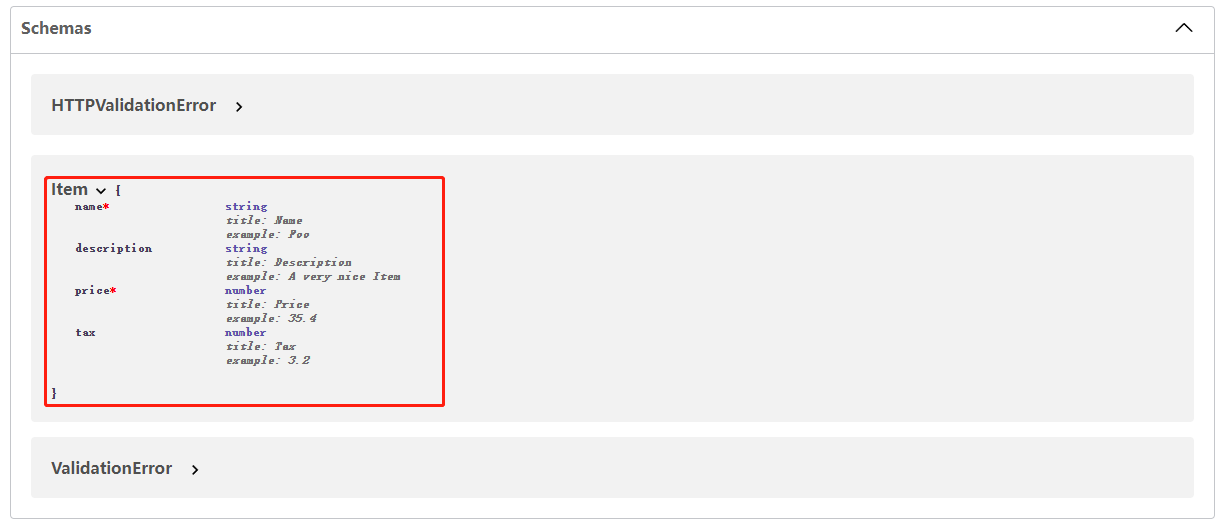 Schemas
HTTPValidationError
Item {
name* string
title: Name
example: Foo
description string
title: Description
example: A very nice Item
price* number
title: Price
example: 35.4
tax number
title: Tax
example: 3.2
}
ValidationError